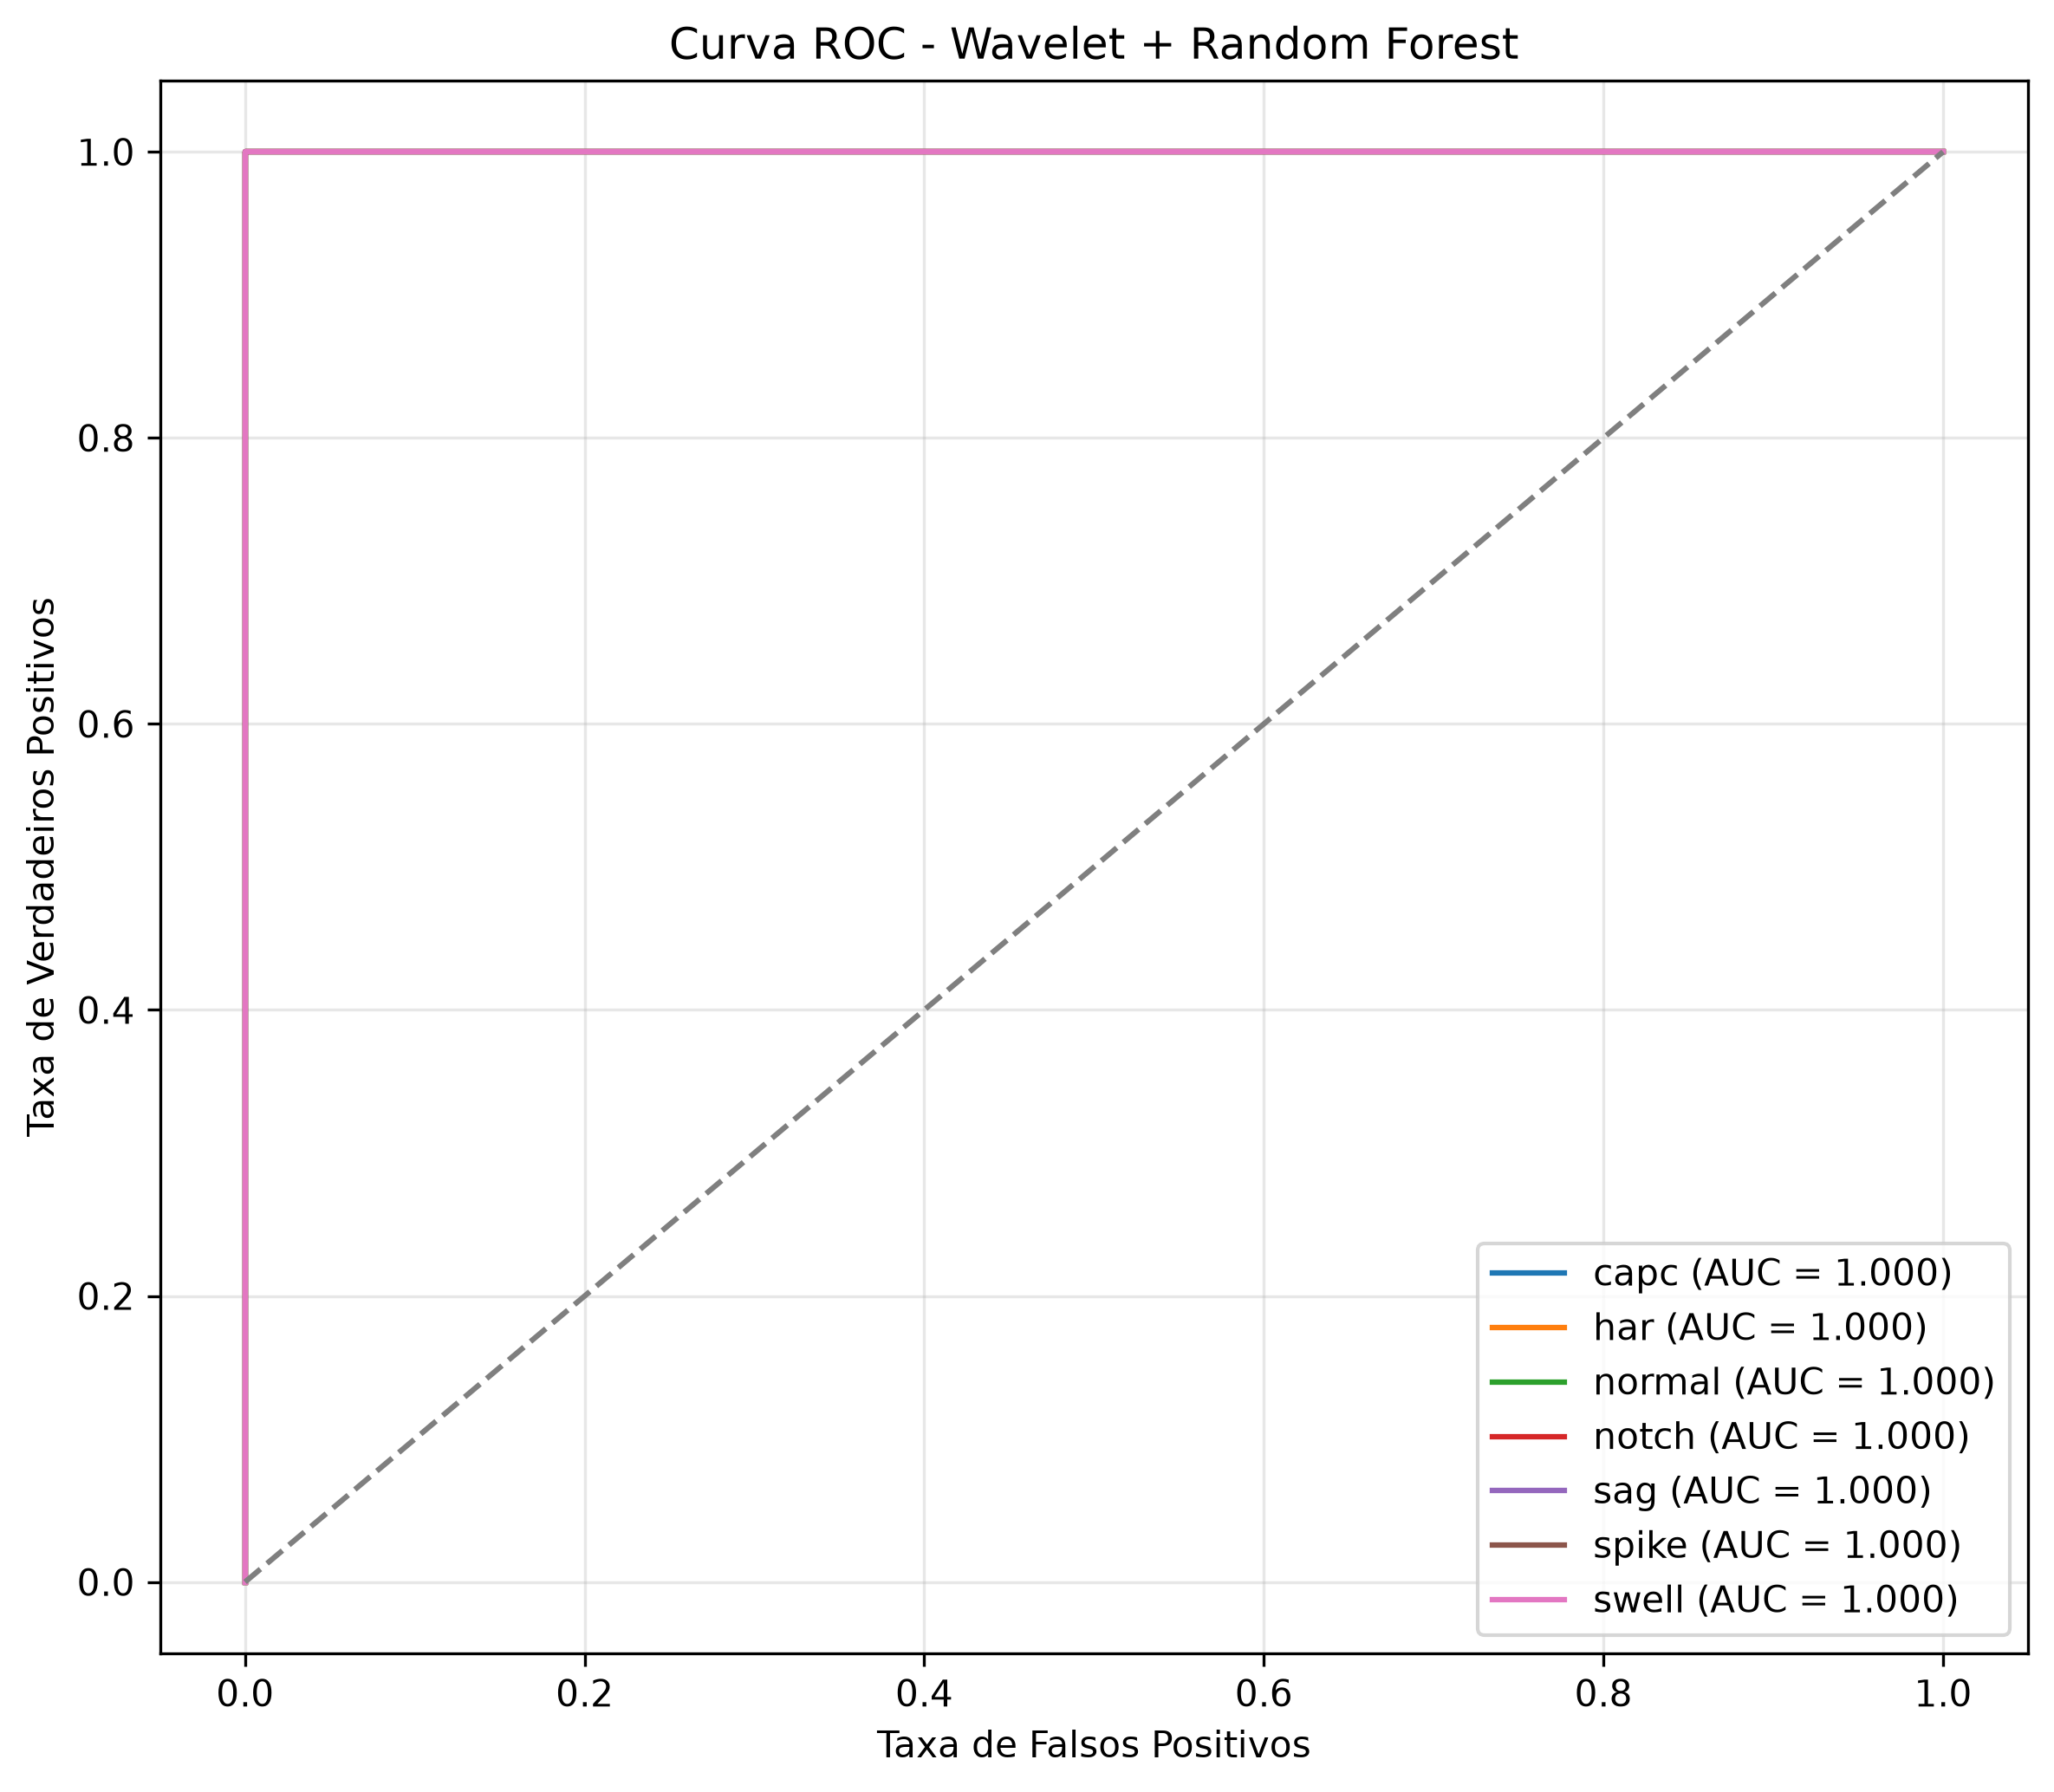 Curva ROC - Wavelet + Random Forest
Taxa de Verdadeiros Positivos
1.0
0.8
0.6
0.4
0.2
0.0
capc (AUC = 1.000)
har (AUC = 1.000)
normal (AUC = 1.000)
notch (AUC = 1.000)
sag (AUC = 1.000)
spike (AUC = 1.000)
swell (AUC = 1.000)
0.0 0.2 0.4 0.6 0.8 1.0
Taxa de Falsos Positivos